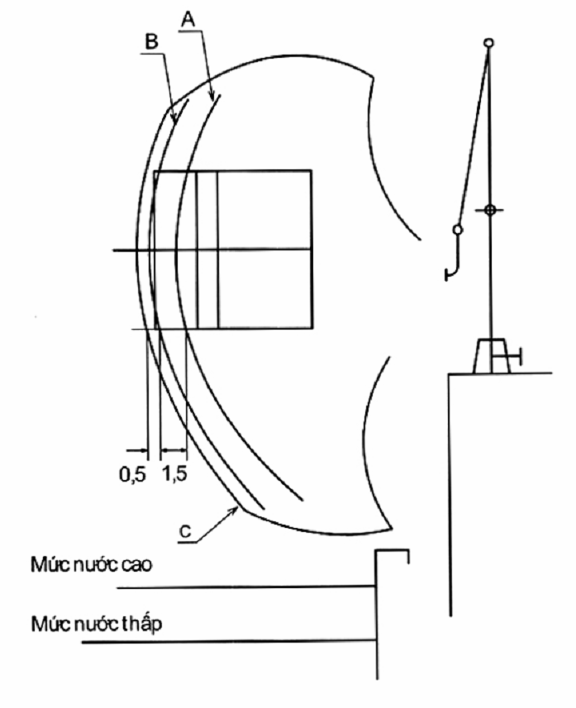 A
B
0,5 1,5
C
Mức nước cao
Mức nước thấp